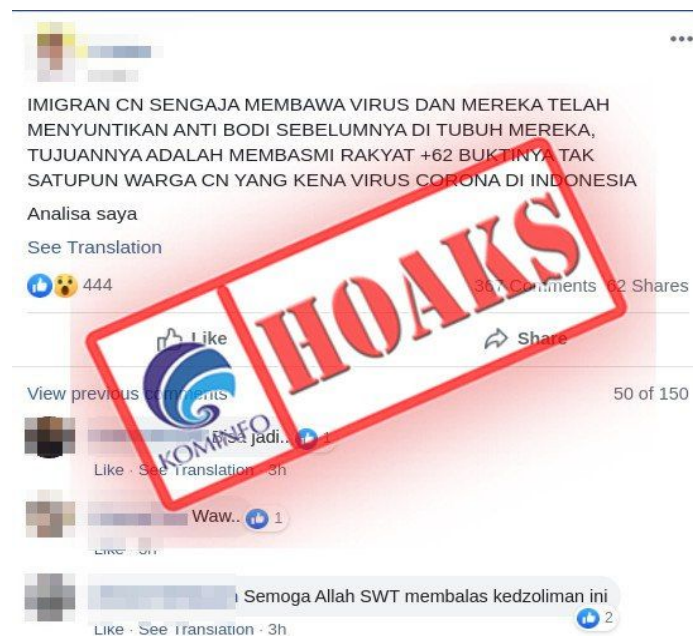 IMIGRAN CN SENGAJA MEMBAWA VIRUS DAN MEREKA TELAH
MENYUNTIKAN ANTI BODI SEBELUMNYA DI TUBUH MEREKA,
TUJUANNYA ADALAH MEMBASMI RAKYAT +62 BUKTINYA TAK
SATUPUN WARGA CN YANG KENA VIRUS CORONA DI INDONESIA
Analisa saya
See Translation
444
367 Comments 62 Shares
HOAKS
Like
Share
KOMINFO
View previous comments
50 of 150
Bisa jadi.. 1
Like · See Translation · 3h
Waw.. 1
Like · 3h
Semoga Allah SWT membalas kedzoliman ini
2
Like · See Translation · 3h